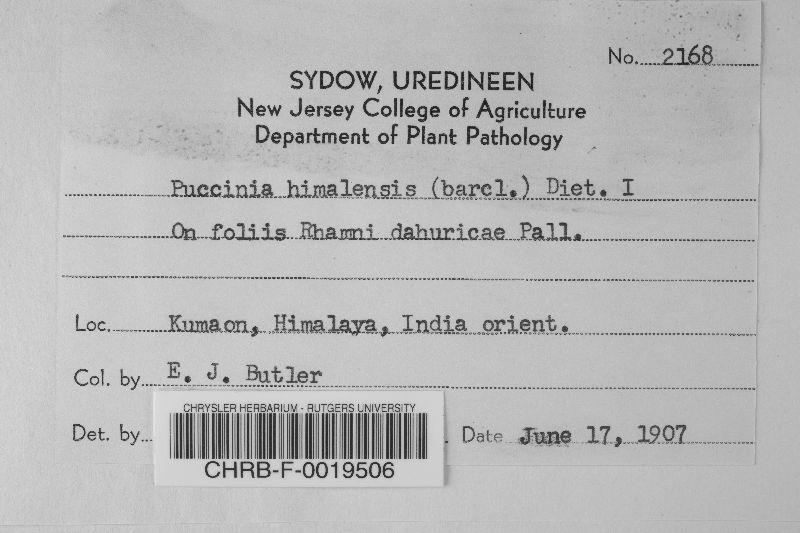 No. 2168
SYDOW, UREDINEEN
New Jersey College of Agriculture
Department of Plant Pathology
Puccinia himalensis (barcl.) Diet. I
On foliis Rhamni dahuricae Pall.
Loc. Kumaon, Himalaya, India orient.
Col. by E. J. Butler
Det. by
Date June 17, 1907
CHRYSLER HERBARIUM - RUTGERS UNIVERSITY
CHRB-F-0019506